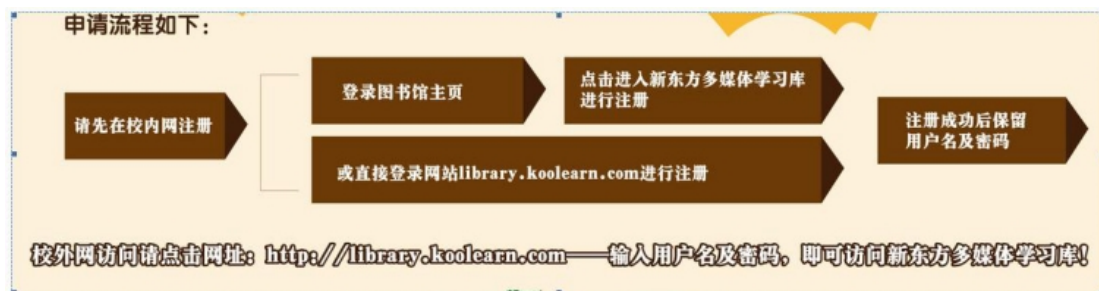 申请流程如下：
请先在校内网注册
登录图书馆主页
点击进入新东方多媒体学习库
进行注册
或直接登录网站library.koolearn.com进行注册
注册成功后保留
用户名及密码
校外网访问请点击网址：http://library.koolearn.com——输入用户名及密码，即可访问新东方多媒体学习库！